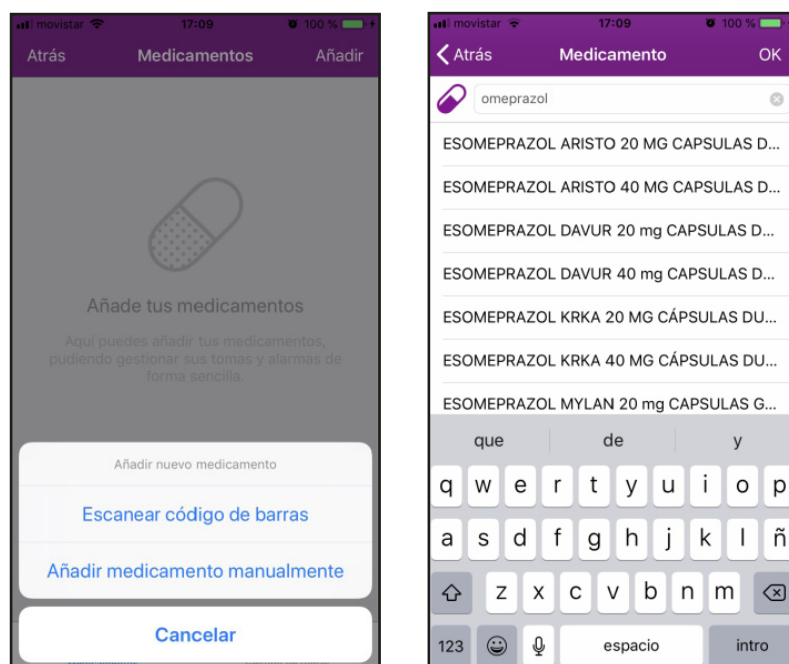 movistar 17:09 100 %
Atrás Medicamentos Añadir
Añade tus medicamentos
Aquí puedes añadir tus medicamentos,
pudiendo gestionar sus tomas y alarmas de
forma sencilla.
Añadir nuevo medicamento
Escanear código de barras
Añadir medicamento manualmente
Cancelar
movistar 17:09 100 %
Atrás Medicamento OK
omeprazol
ESOMEPRAZOL ARISTO 20 MG CAPSULAS D...
ESOMEPRAZOL ARISTO 40 MG CAPSULAS D...
ESOMEPRAZOL DAVUR 20 mg CAPSULAS D...
ESOMEPRAZOL DAVUR 40 mg CAPSULAS D...
ESOMEPRAZOL KRKA 20 MG CÁPSULAS DU...
ESOMEPRAZOL KRKA 40 MG CÁPSULAS DU...
ESOMEPRAZOL MYLAN 20 mg CAPSULAS G...
que de y
q w e r t y u i o p
a s d f g h j k l ñ
z x c v b n m
123 espacio intro